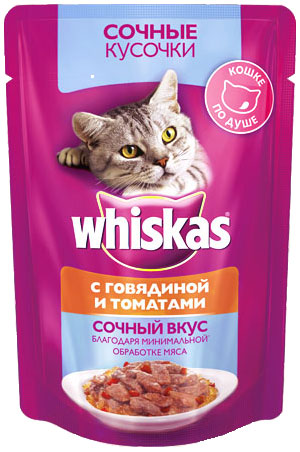 СОЧНЫЕ
КУСОЧКИ
КОШКЕ
ПО ДУШЕ
whiskas
С ГОВЯДИНОЙ
И ТОМАТАМИ
СОЧНЫЙ ВКУС
БЛАГОДАРЯ МИНИМАЛЬНОЙ
ОБРАБОТКЕ МЯСА